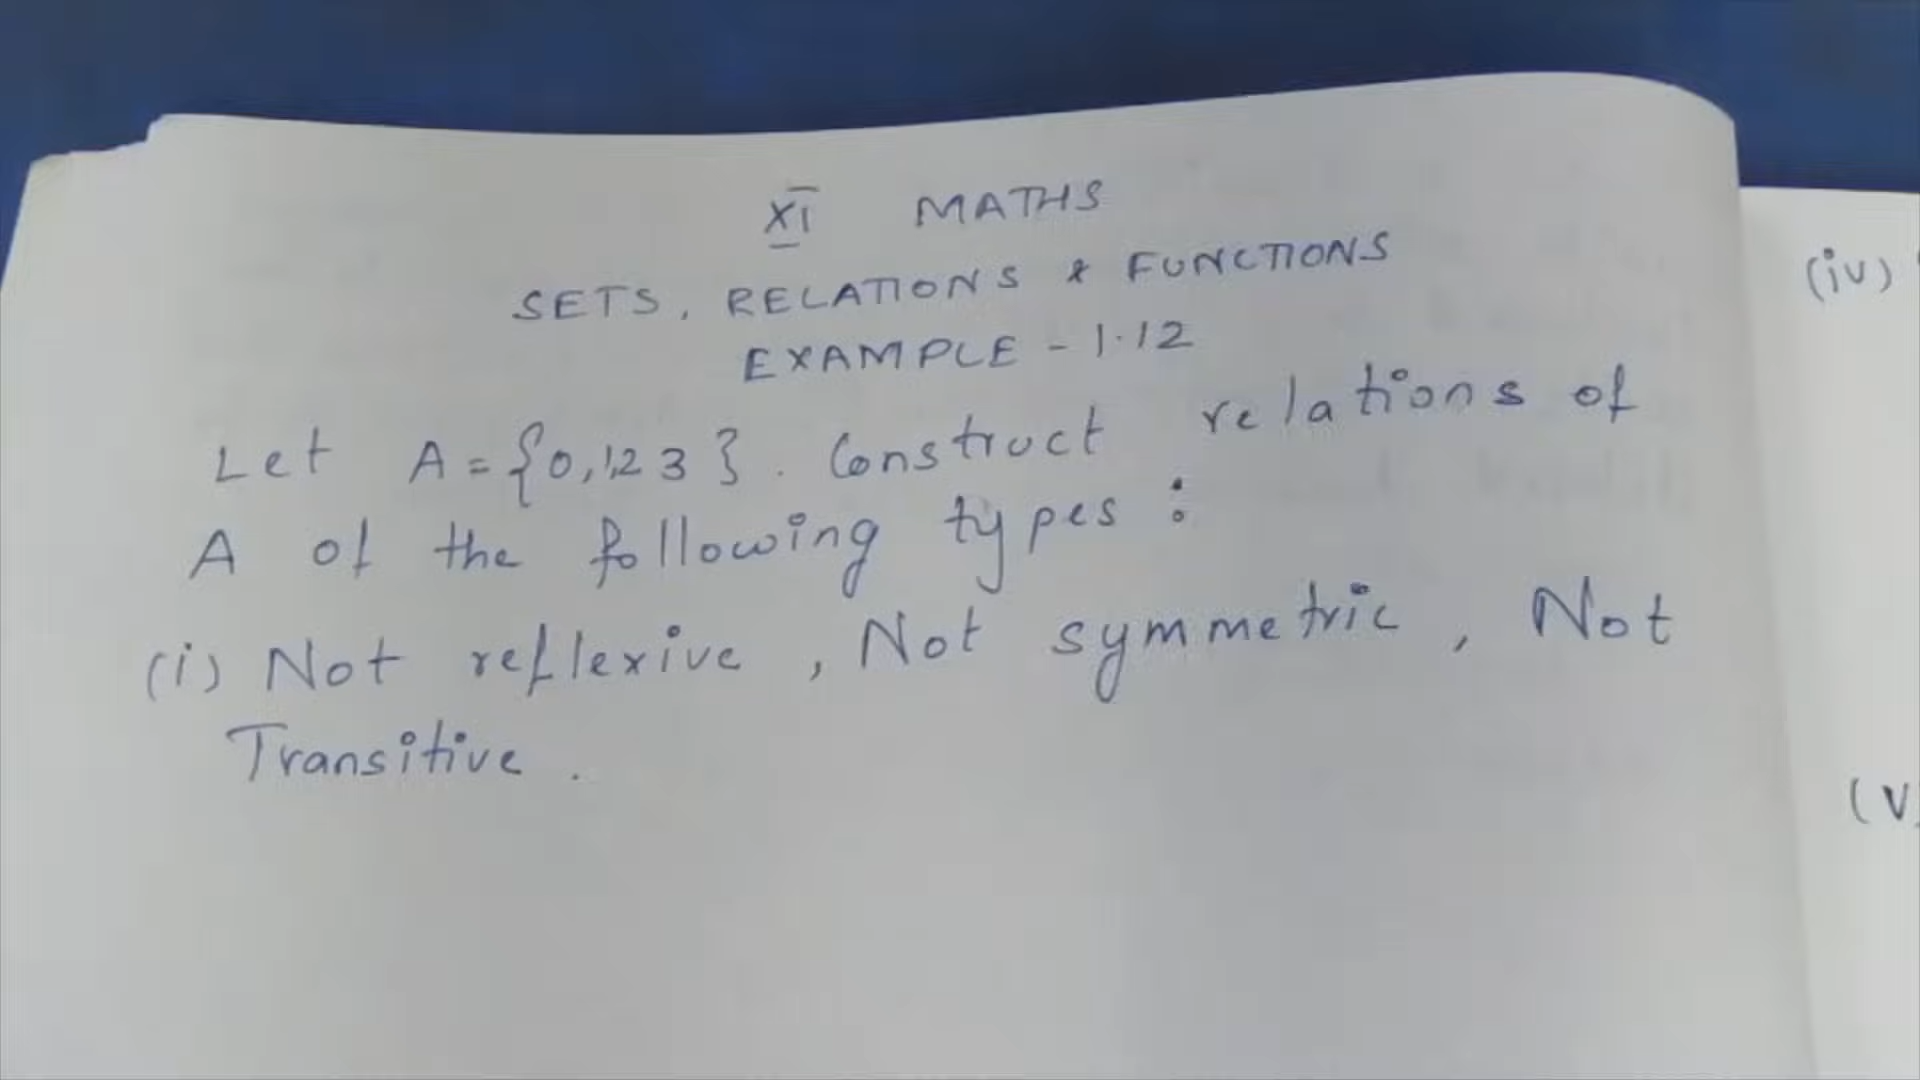 XI MATHS
SETS, RELATIONS & FUNCTIONS
EXAMPLE - 1.12
Let A = {0,1,2 3}. Construct relations of
A of the following types :
(i) Not reflexive, Not symmetric, Not
Transitive.
(iv)
(v)